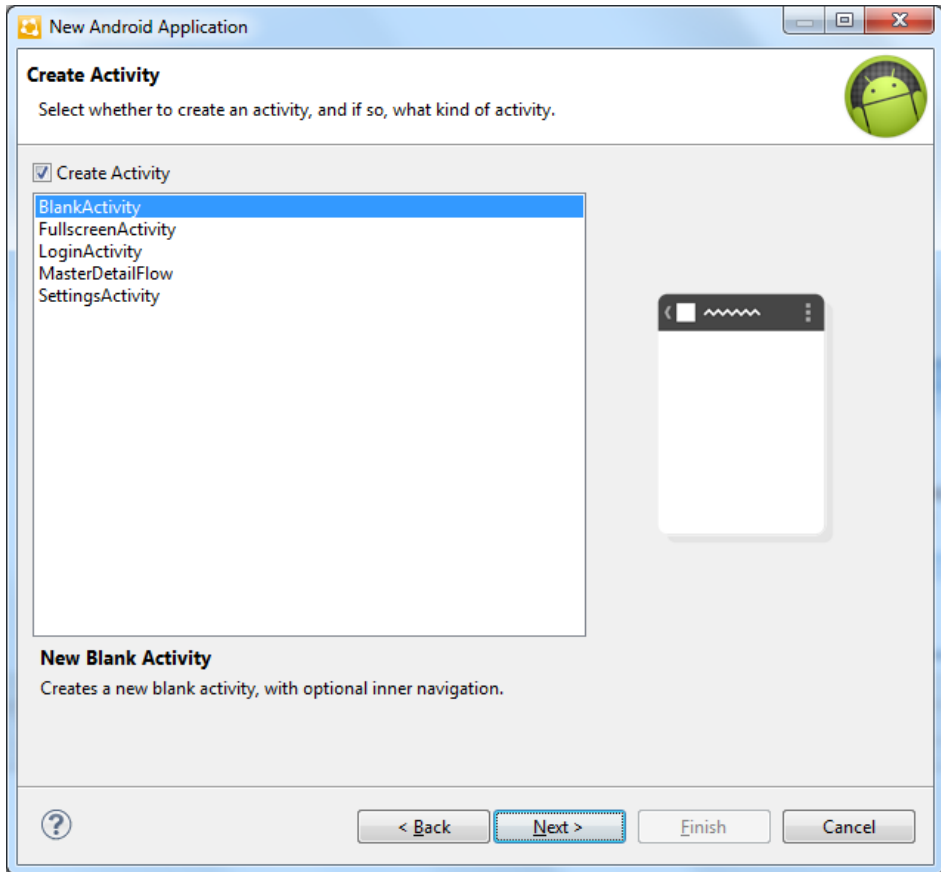 New Android Application
Create Activity
Select whether to create an activity, and if so, what kind of activity.
Create Activity
BlankActivity
FullscreenActivity
LoginActivity
MasterDetailFlow
SettingsActivity
New Blank Activity
Creates a new blank activity, with optional inner navigation.
? < Back Next > Finish Cancel